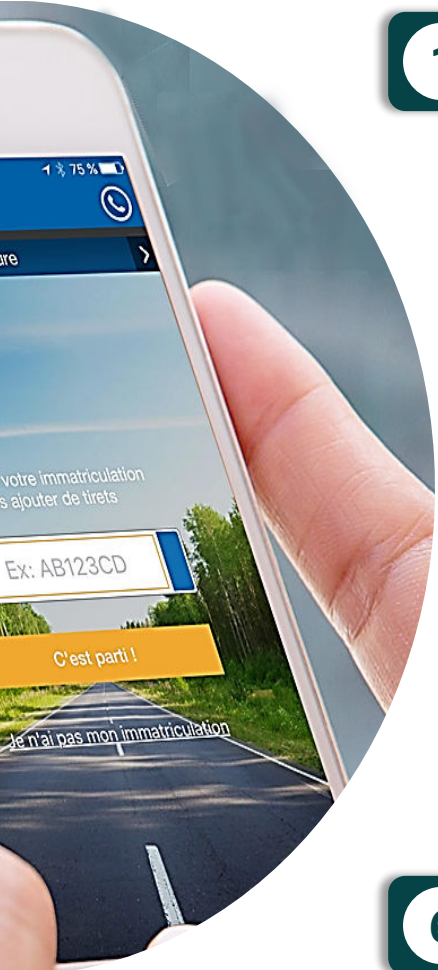 75 %
votre immatriculation
ajouter de tirets
Ex: AB123CD
C'est parti !
Je n'ai pas mon immatriculation